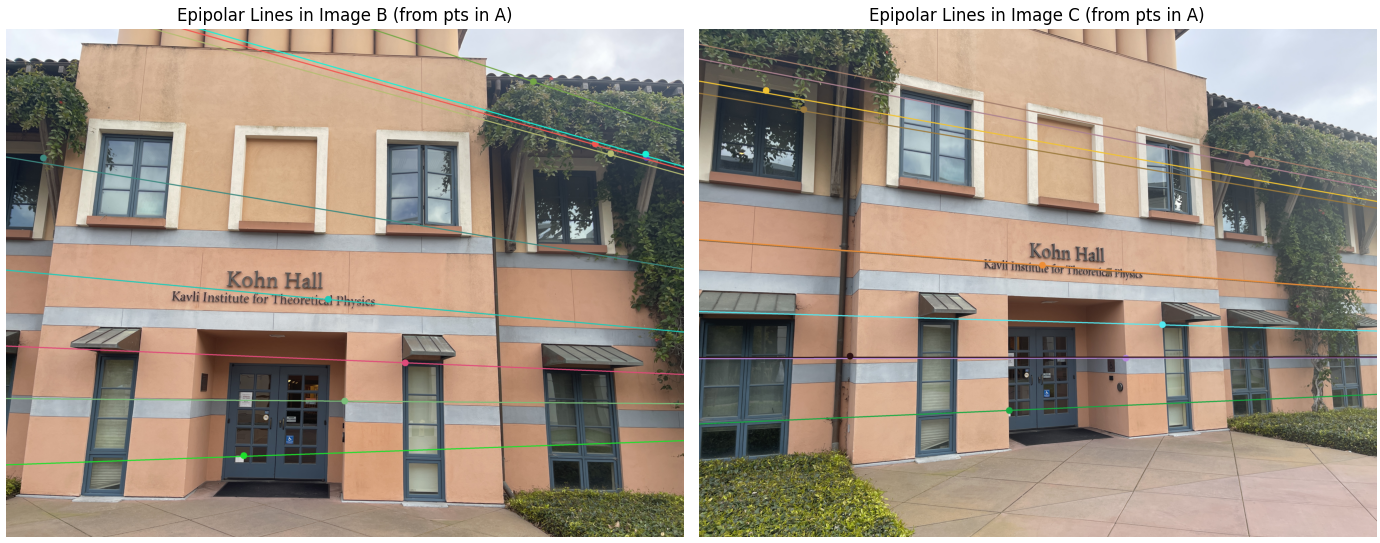 Epipolar Lines in Image B (from pts in A)
Kohn Hall
Kavli Institute for Theoretical Physics
Epipolar Lines in Image C (from pts in A)
Kohn Hall
Kavli Institute for Theoretical Physics